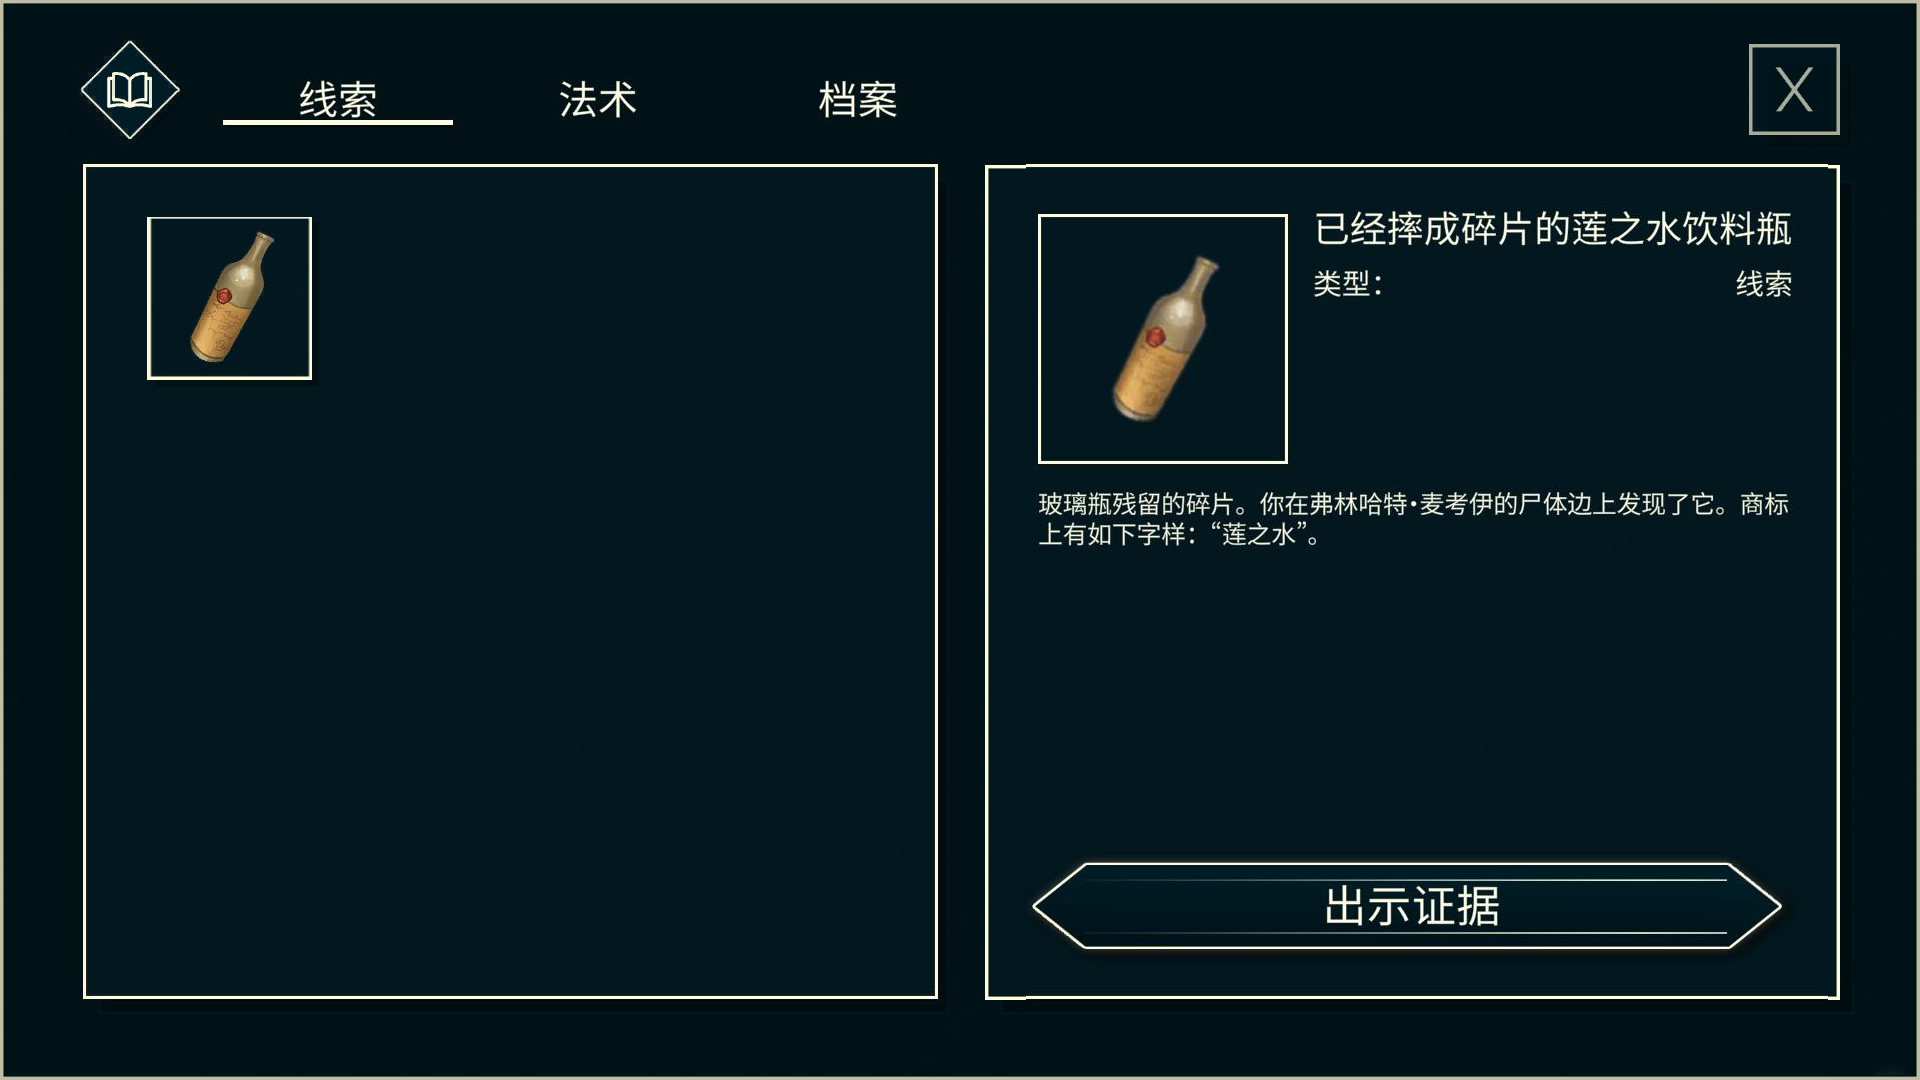 线索
法术
档案
X
已经摔成碎片的莲之水饮料瓶
类型： 线索
玻璃瓶残留的碎片。你在弗林哈特·麦考伊的尸体边上发现了它。商标
上有如下字样：“莲之水”。
出示证据